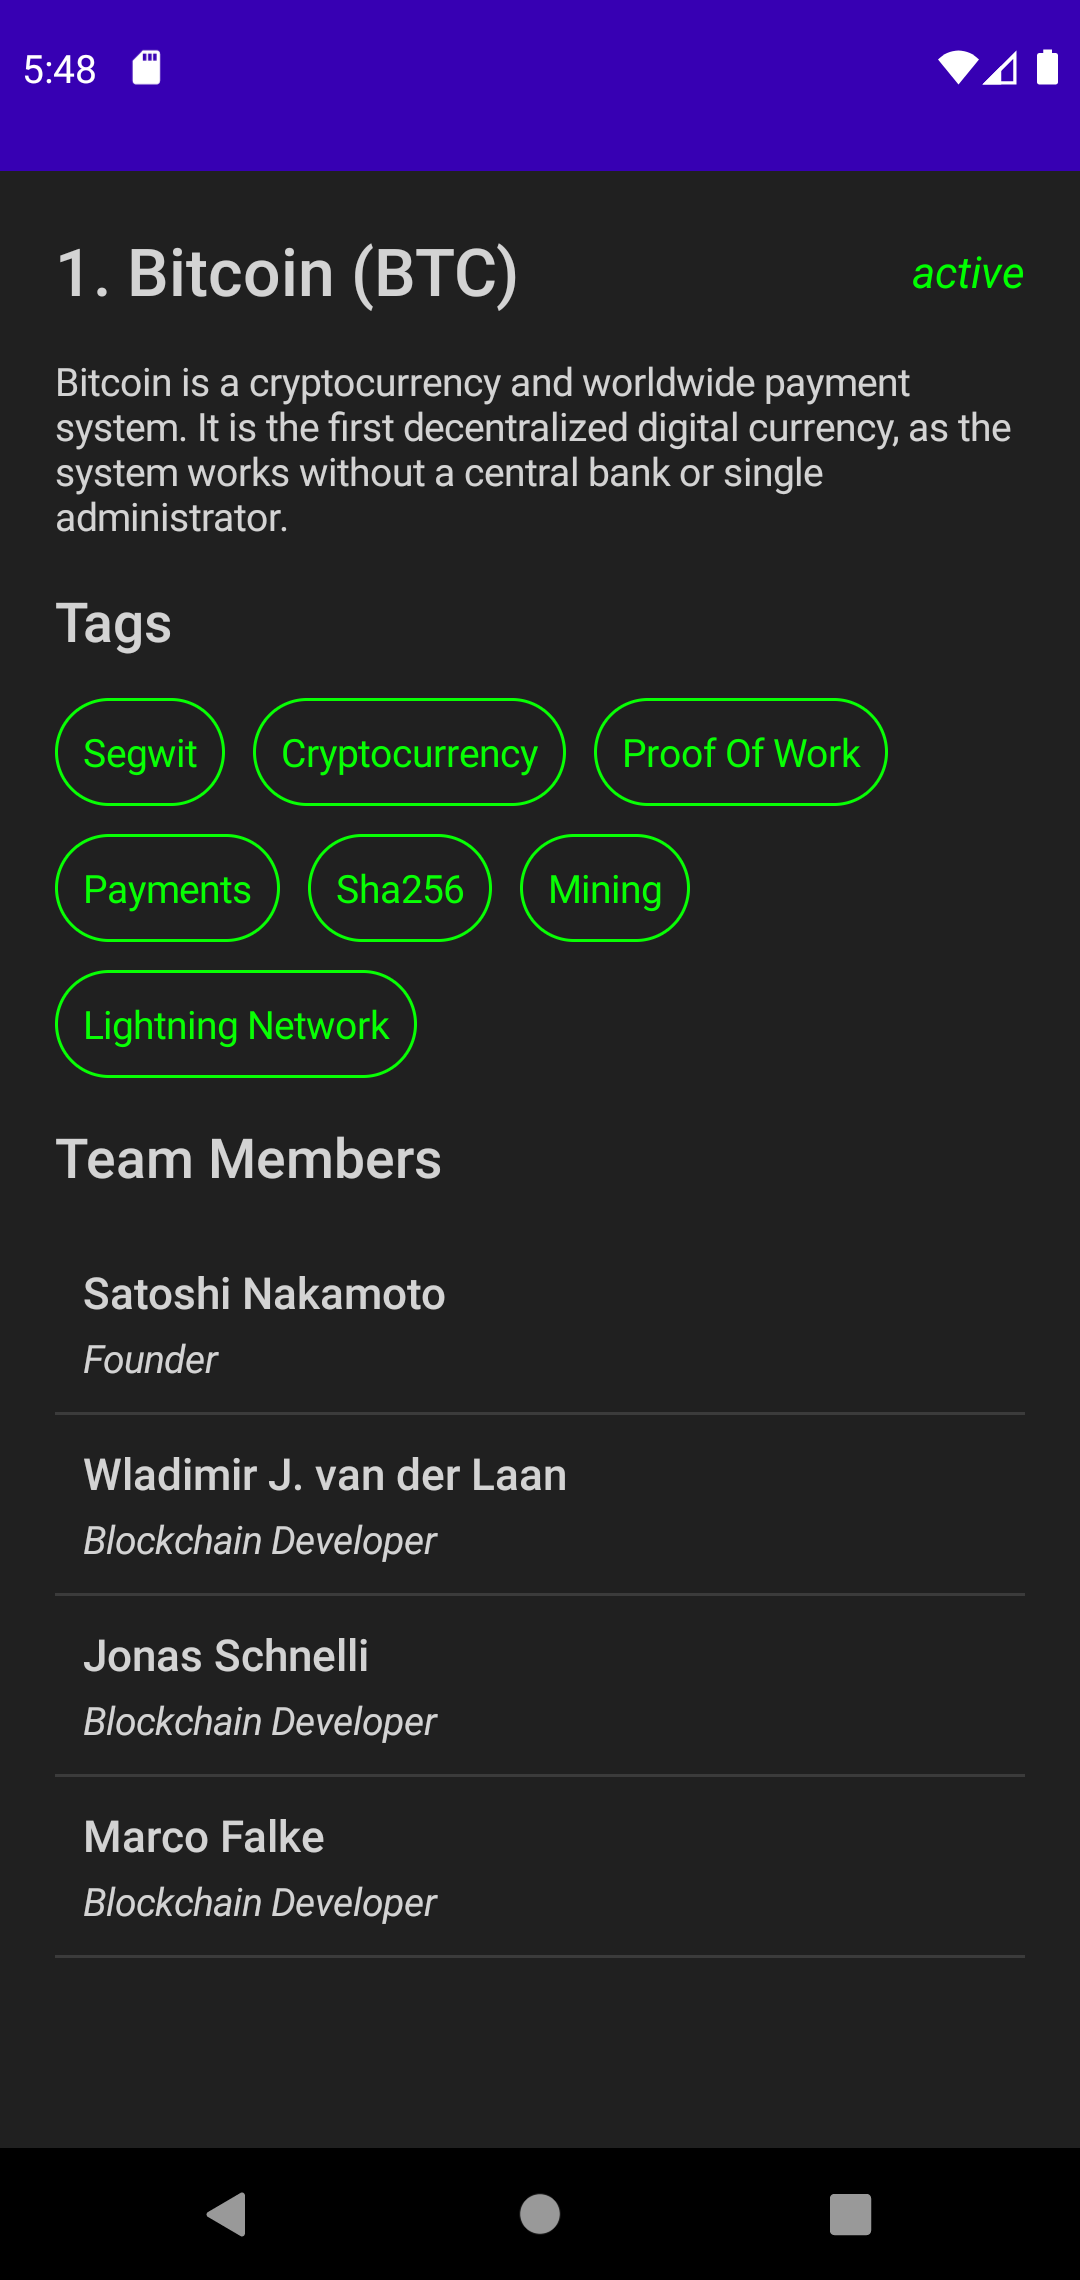 5:48
1. Bitcoin (BTC)
active
Bitcoin is a cryptocurrency and worldwide payment
system. It is the first decentralized digital currency, as the
system works without a central bank or single
administrator.
Tags
Segwit Cryptocurrency Proof Of Work
Payments Sha256 Mining
Lightning Network
Team Members
Satoshi Nakamoto
Founder
Wladimir J. van der Laan
Blockchain Developer
Jonas Schnelli
Blockchain Developer
Marco Falke
Blockchain Developer